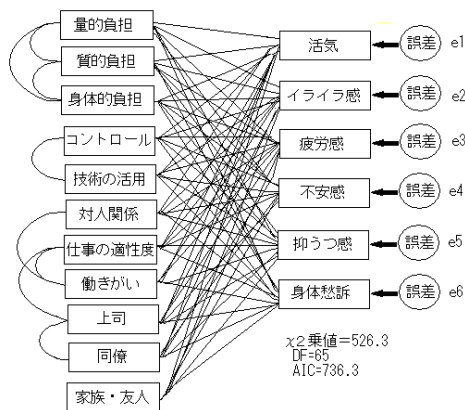 量的負担
質的負担
身体的負担
コントロール
技術の活用
対人関係
仕事の適性度
働きがい
上司
同僚
家族・友人
活気
イライラ感
疲労感
不安感
抑うつ感
身体愁訴
誤差 e1
誤差 e2
誤差 e3
誤差 e4
誤差 e5
誤差 e6
χ2乗値=526.3
DF=65
AIC=736.3